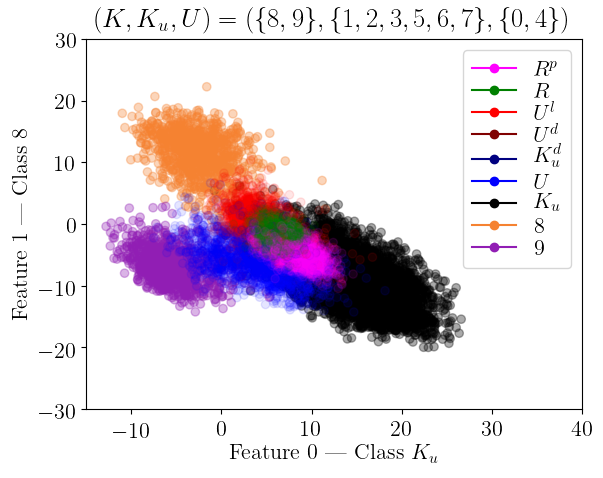 (K, K_u, U) = ({8, 9}, {1, 2, 3, 5, 6, 7}, {0, 4})
30
20
10
0
−10
−20
−30
−10
0
10
20
30
40
Feature 1 — Class 8
Feature 0 — Class K_u
R^p
R
U^l
U^d
K_u^d
U
K_u
8
9